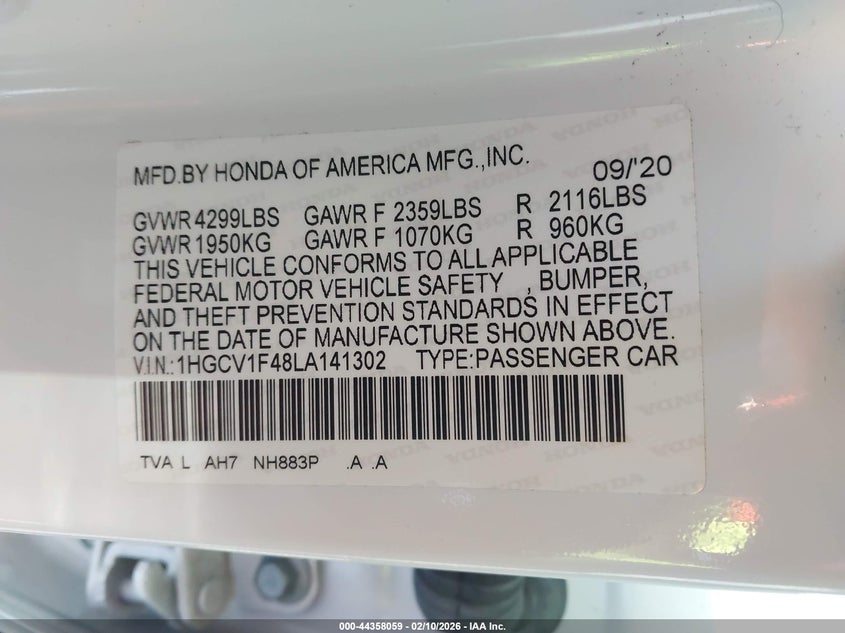 MFD.BY HONDA OF AMERICA MFG.,INC. 09/'20
GVWR 4299LBS GAWR F 2359LBS R 2116LBS
GVWR 1950KG GAWR F 1070KG R 960KG
THIS VEHICLE CONFORMS TO ALL APPLICABLE
FEDERAL MOTOR VEHICLE SAFETY , BUMPER,
AND THEFT PREVENTION STANDARDS IN EFFECT
ON THE DATE OF MANUFACTURE SHOWN ABOVE.
V.I.N.:1HGCV1F48LA141302 TYPE:PASSENGER CAR
TVA L AH7 NH883P .A .A
000-44358059 — 02/10/2026 — IAA Inc.